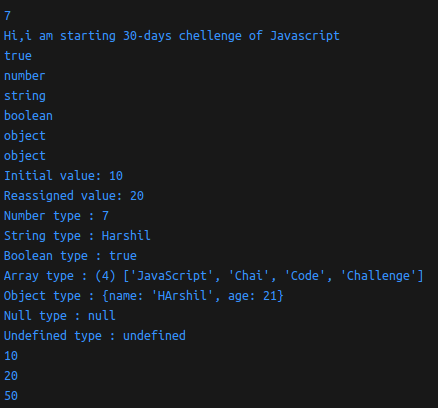 7
Hi,i am starting 30-days chellenge of Javascript
true
number
string
boolean
object
object
Initial value: 10
Reassigned value: 20
Number type : 7
String type : Harshil
Boolean type : true
Array type : (4) ['JavaScript', 'Chai', 'Code', 'Challenge']
Object type : {name: 'HArshil', age: 21}
Null type : null
Undefined type : undefined
10
20
50